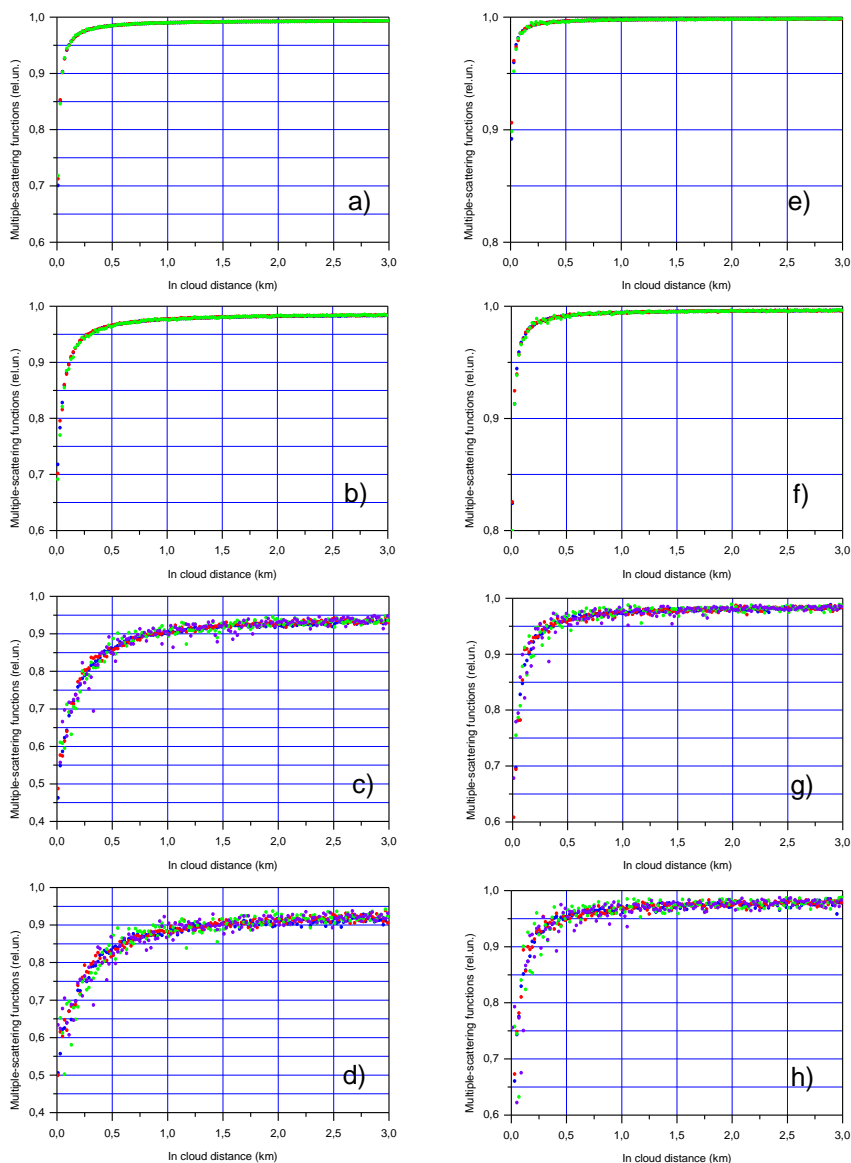 Multiple-scattering functions (rel.un.)
1,0
0,9
0,8
0,7
0,6
a)
0,0 0,5 1,0 1,5 2,0 2,5 3,0
In cloud distance (km)
Multiple-scattering functions (rel.un.)
1,0
0,9
0,8
e)
0,0 0,5 1,0 1,5 2,0 2,5 3,0
In cloud distance (km)
Multiple-scattering functions (rel.un.)
1,0
0,9
0,8
0,7
0,6
b)
0,0 0,5 1,0 1,5 2,0 2,5 3,0
In cloud distance (km)
Multiple-scattering functions (rel.un.)
1,0
0,9
0,8
f)
0,0 0,5 1,0 1,5 2,0 2,5 3,0
In cloud distance (km)
Multiple-scattering functions (rel.un.)
1,0
0,9
0,8
0,7
0,6
0,5
0,4
c)
0,0 0,5 1,0 1,5 2,0 2,5 3,0
In cloud distance (km)
Multiple-scattering functions (rel.un.)
1,0
0,9
0,8
0,7
0,6
g)
0,0 0,5 1,0 1,5 2,0 2,5 3,0
In cloud distance (km)
Multiple-scattering functions (rel.un.)
1,0
0,9
0,8
0,7
0,6
0,5
0,4
d)
0,0 0,5 1,0 1,5 2,0 2,5 3,0
In cloud distance (km)
Multiple-scattering functions (rel.un.)
1,0
0,9
0,8
0,7
0,6
h)
0,0 0,5 1,0 1,5 2,0 2,5 3,0
In cloud distance (km)